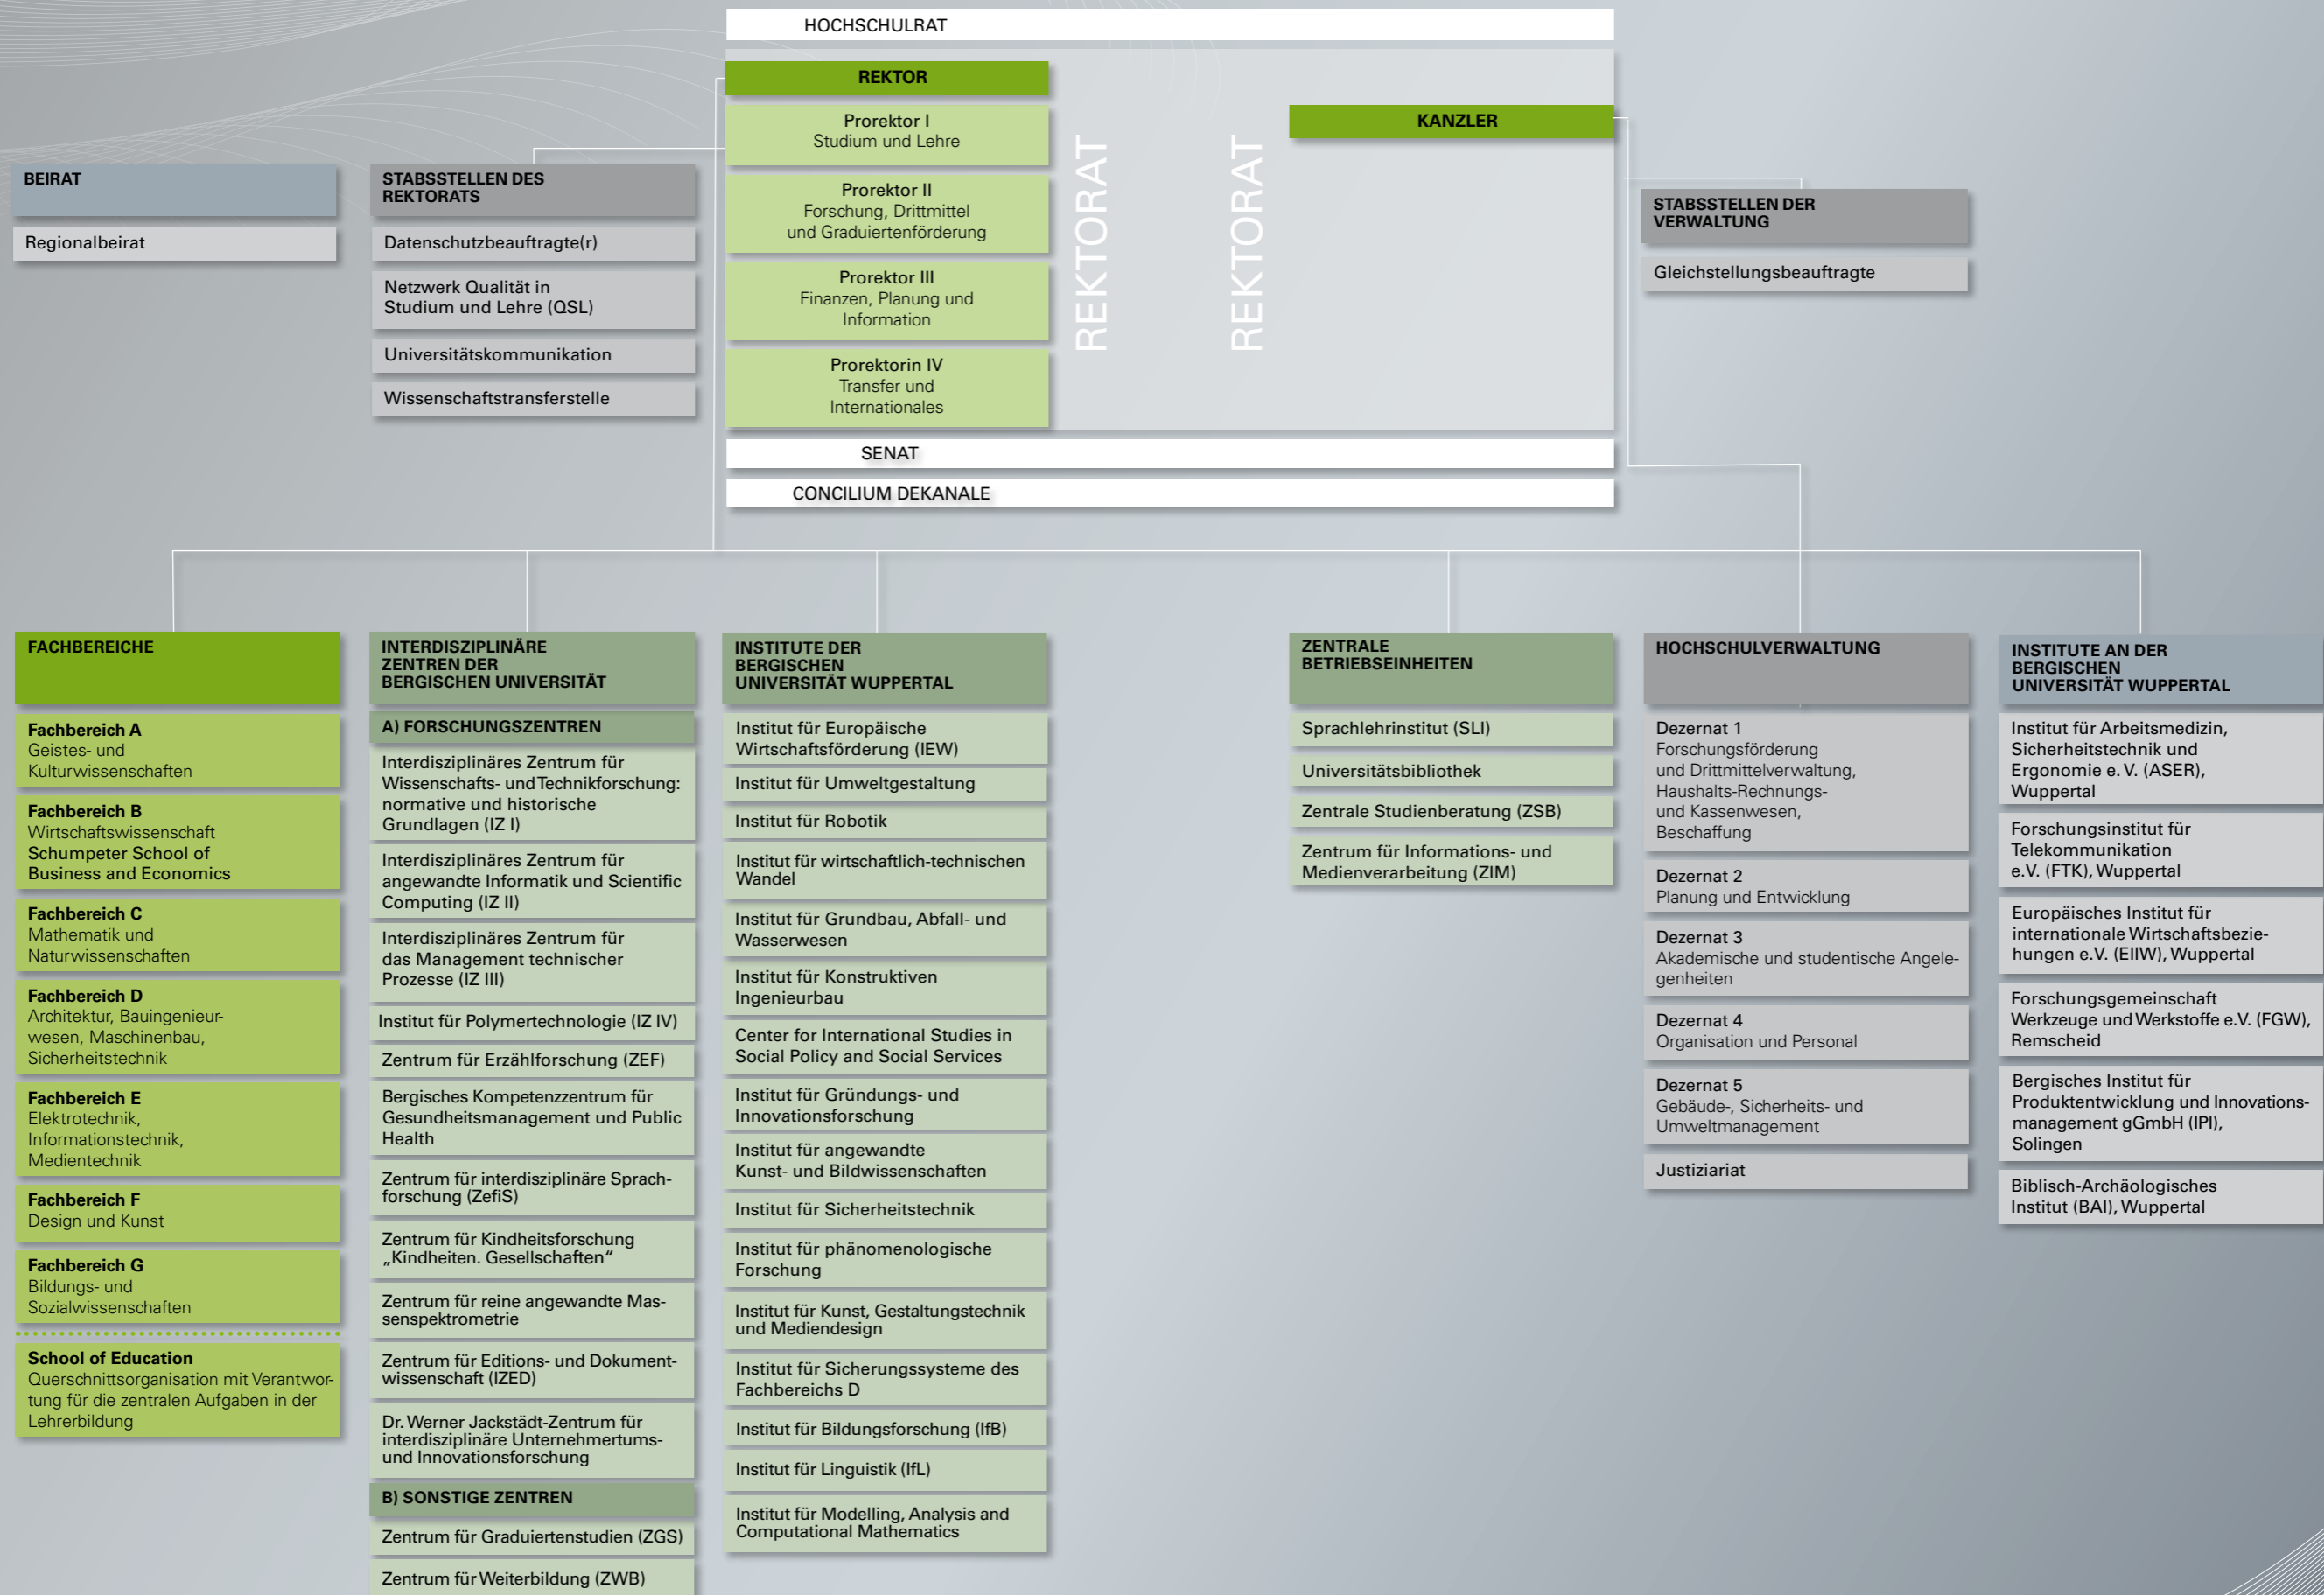 HOCHSCHULRAT
REKTOR
Prorektor I
Studium und Lehre
Prorektor II
Forschung, Drittmittel
und Graduiertenförderung
Prorektor III
Finanzen, Planung und
Information
Prorektorin IV
Transfer und
Internationales
REKTORAT
REKTORAT
KANZLER
SENAT
CONCILIUM DEKANALE
BEIRAT
Regionalbeirat
STABSSTELLEN DES
REKTORATS
Datenschutzbeauftragte(r)
Netzwerk Qualität in
Studium und Lehre (QSL)
Universitätskommunikation
Wissenschaftstransferstelle
STABSSTELLEN DER
VERWALTUNG
Gleichstellungsbeauftragte
FACHBEREICHE
Fachbereich A
Geistes- und
Kulturwissenschaften
Fachbereich B
Wirtschaftswissenschaft
Schumpeter School of
Business and Economics
Fachbereich C
Mathematik und
Naturwissenschaften
Fachbereich D
Architektur, Bauingenieur-
wesen, Maschinenbau,
Sicherheitstechnik
Fachbereich E
Elektrotechnik,
Informationstechnik,
Medientechnik
Fachbereich F
Design und Kunst
Fachbereich G
Bildungs- und
Sozialwissenschaften
School of Education
Querschnittsorganisation mit Verantwor-
tung für die zentralen Aufgaben in der
Lehrerbildung
INTERDISZIPLINÄRE
ZENTREN DER
BERGISCHEN UNIVERSITÄT
A) FORSCHUNGSZENTREN
Interdisziplinäres Zentrum für
Wissenschafts- und Technikforschung:
normative und historische
Grundlagen (IZ I)
Interdisziplinäres Zentrum für
angewandte Informatik und Scientific
Computing (IZ II)
Interdisziplinäres Zentrum für
das Management technischer
Prozesse (IZ III)
Institut für Polymertechnologie (IZ IV)
Zentrum für Erzählforschung (ZEF)
Bergisches Kompetenzzentrum für
Gesundheitsmanagement und Public
Health
Zentrum für interdisziplinäre Sprach-
forschung (ZefiS)
Zentrum für Kindheitsforschung
„Kindheiten. Gesellschaften“
Zentrum für reine angewandte Mas-
senspektrometrie
Zentrum für Editions- und Dokument-
wissenschaft (IZED)
Dr. Werner Jackstädt-Zentrum für
interdisziplinäre Unternehmertums-
und Innovationsforschung
B) SONSTIGE ZENTREN
Zentrum für Graduiertenstudien (ZGS)
Zentrum für Weiterbildung (ZWB)
INSTITUTE DER
BERGISCHEN
UNIVERSITÄT WUPPERTAL
Institut für Europäische
Wirtschaftsförderung (IEW)
Institut für Umweltgestaltung
Institut für Robotik
Institut für wirtschaftlich-technischen
Wandel
Institut für Grundbau, Abfall- und
Wasserwesen
Institut für Konstruktiven
Ingenieurbau
Center for International Studies in
Social Policy and Social Services
Institut für Gründungs- und
Innovationsforschung
Institut für angewandte
Kunst- und Bildwissenschaften
Institut für Sicherheitstechnik
Institut für phänomenologische
Forschung
Institut für Kunst, Gestaltungstechnik
und Mediendesign
Institut für Sicherungssysteme des
Fachbereichs D
Institut für Bildungsforschung (IfB)
Institut für Linguistik (IfL)
Institut für Modelling, Analysis and
Computational Mathematics
ZENTRALE
BETRIEBSEINHEITEN
Sprachlehrinstitut (SLI)
Universitätsbibliothek
Zentrale Studienberatung (ZSB)
Zentrum für Informations- und
Medienverarbeitung (ZIM)
HOCHSCHULVERWALTUNG
Dezernat 1
Forschungsförderung
und Drittmittelverwaltung,
Haushalts-Rechnungs-
und Kassenwesen,
Beschaffung
Dezernat 2
Planung und Entwicklung
Dezernat 3
Akademische und studentische Angele-
genheiten
Dezernat 4
Organisation und Personal
Dezernat 5
Gebäude-, Sicherheits- und
Umweltmanagement
Justiziariat
INSTITUTE AN DER
BERGISCHEN
UNIVERSITÄT WUPPERTAL
Institut für Arbeitsmedizin,
Sicherheitstechnik und
Ergonomie e. V. (ASER),
Wuppertal
Forschungsinstitut für
Telekommunikation
e.V. (FTK), Wuppertal
Europäisches Institut für
internationale Wirtschaftsbezie-
hungen e.V. (EIIW), Wuppertal
Forschungsgemeinschaft
Werkzeuge und Werkstoffe e.V. (FGW),
Remscheid
Bergisches Institut für
Produktentwicklung und Innovations-
management gGmbH (IPI),
Solingen
Biblisch-Archäologisches
Institut (BAI), Wuppertal